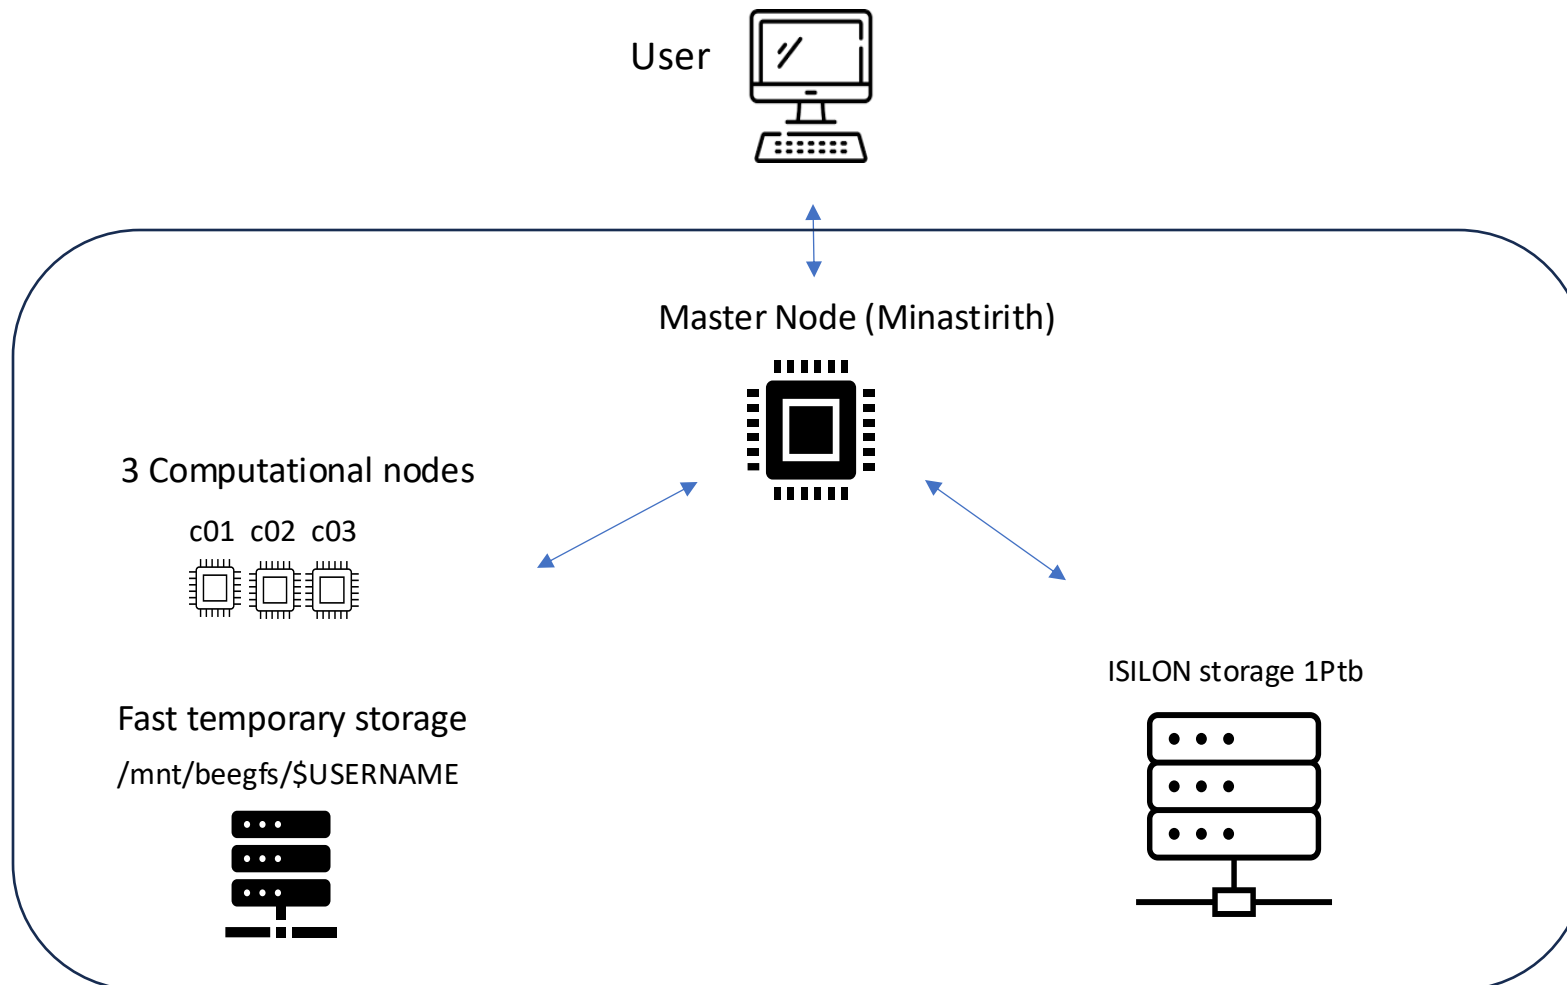 User
Master Node (Minastirith)
3 Computational nodes
c01 c02 c03
Fast temporary storage
/mnt/beegfs/$USERNAME
ISILON storage 1Ptb